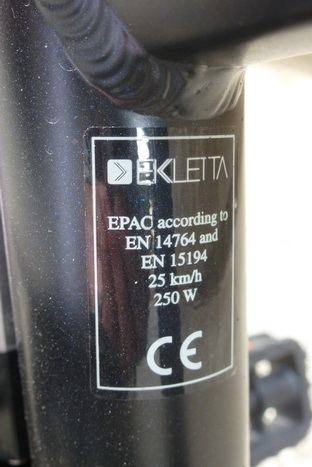 EKLETTA
EPAC according to
EN 14764 and
EN 15194
25 km/h
250 W
CE